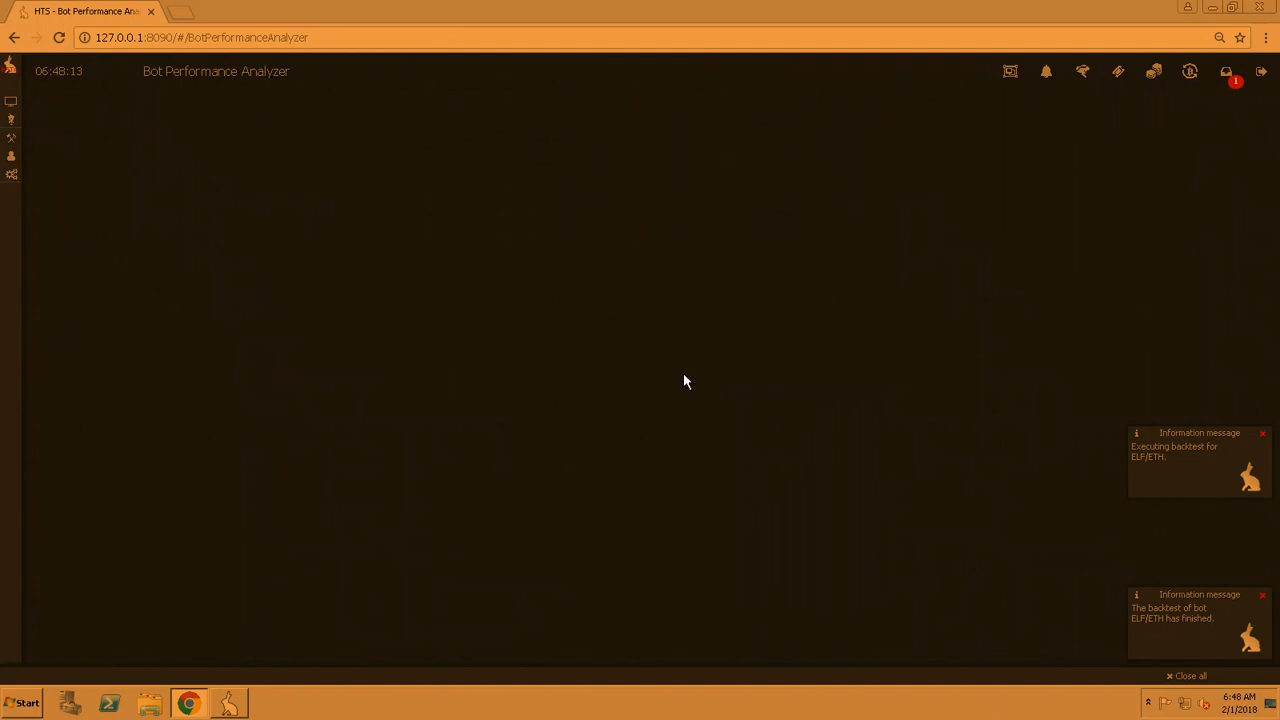 HTS - Bot Performance Ana
127.0.0.1:8090/#/BotPerformanceAnalyzer
06:48:13
Bot Performance Analyzer
1
Information message
Executing backtest for
ELF/ETH.
Information message
The backtest of bot
ELF/ETH has finished.
Close all
Start
6:48 AM
2/1/2018